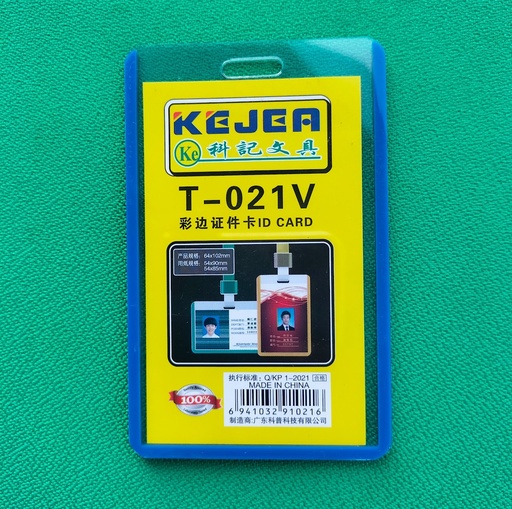 KEJEA
Ke 科記文具
T-021V
彩边证件卡ID CARD
产品规格: 64x102mm
用纸规格: 54x90mm
54x85mm
执行标准: Q/KP 1-2021 合格
MADE IN CHINA
100%
6 941032 910216
制造商:广东科普科技有限公司